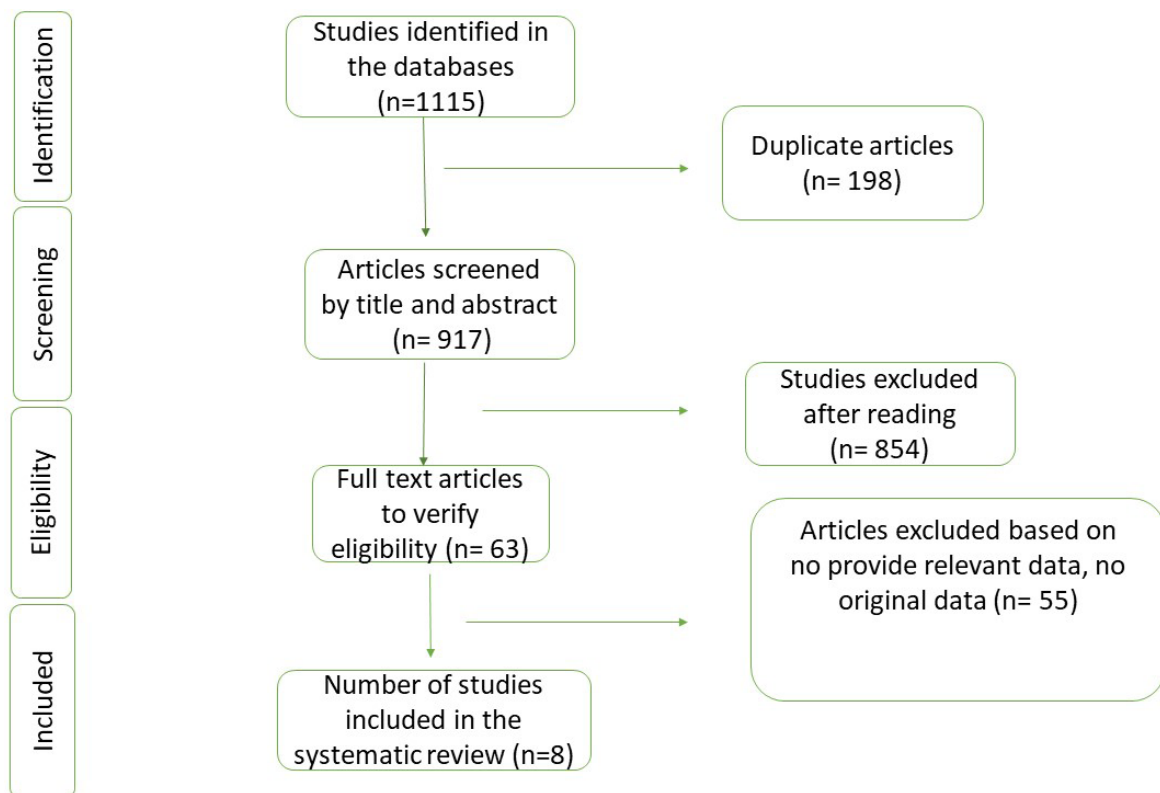 Identification
Studies identified in
the databases
(n=1115)
Duplicate articles
(n= 198)
Screening
Articles screened
by title and abstract
(n= 917)
Studies excluded
after reading
(n= 854)
Eligibility
Full text articles
to verify
eligibility (n= 63)
Articles excluded based on
no provide relevant data, no
original data (n= 55)
Included
Number of studies
included in the
systematic review (n=8)